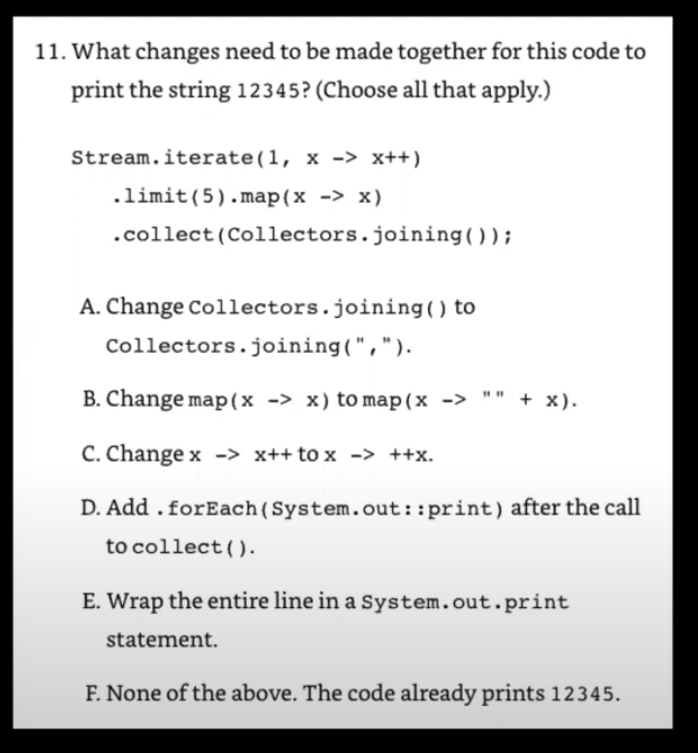 11. What changes need to be made together for this code to
print the string 12345? (Choose all that apply.)
Stream.iterate(1, x -> x++)
.limit(5).map(x -> x)
.collect(Collectors.joining());
A. Change Collectors.joining() to
Collectors.joining(",").
B. Change map(x -> x) to map(x -> "" + x).
C. Change x -> x++ to x -> ++x.
D. Add .forEach(System.out::print) after the call
to collect().
E. Wrap the entire line in a System.out.print
statement.
F. None of the above. The code already prints 12345.